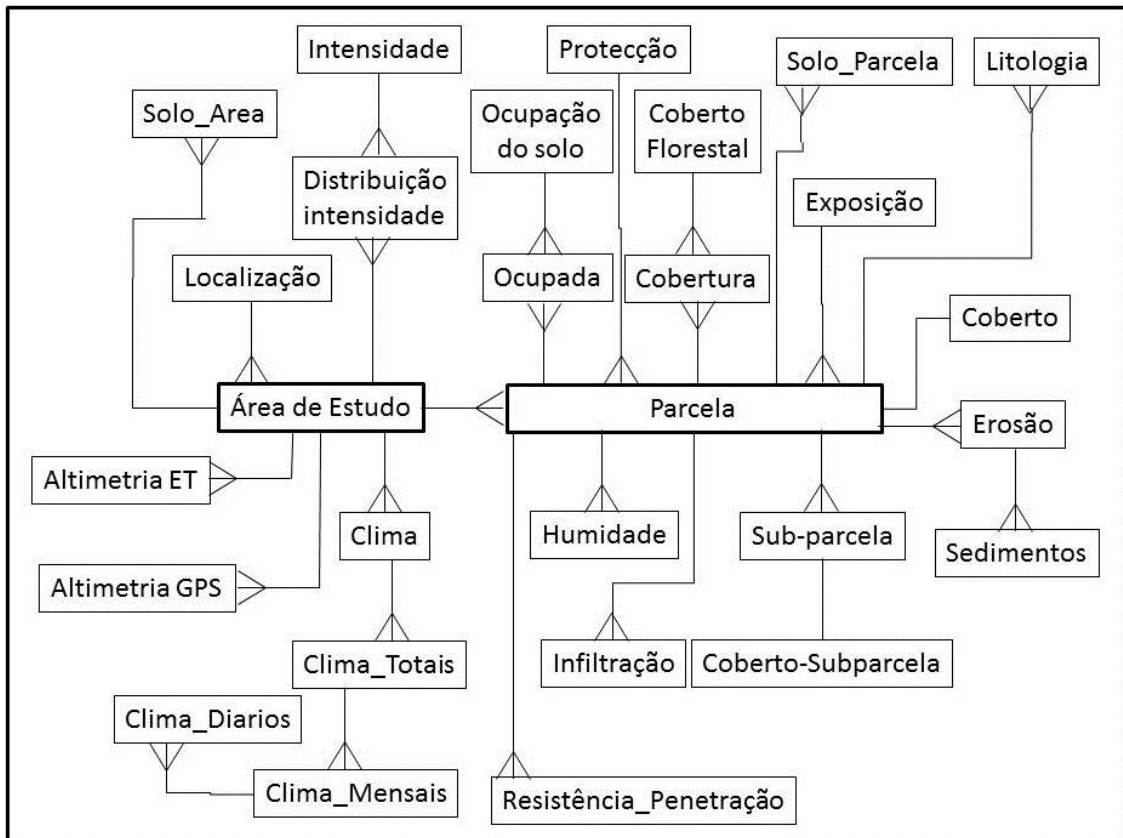 Intensidade
Protecção
Solo_Parcela
Litologia
Solo_Area
Ocupação
do solo
Coberto
Florestal
Distribuição
intensidade
Exposição
Localização
Ocupada
Cobertura
Coberto
Área de Estudo
Parcela
Erosão
Altimetria ET
Clima
Humidade
Sub-parcela
Sedimentos
Altimetria GPS
Clima_Totais
Infiltração
Coberto-Subparcela
Clima_Diarios
Clima_Mensais
Resistência_Penetração